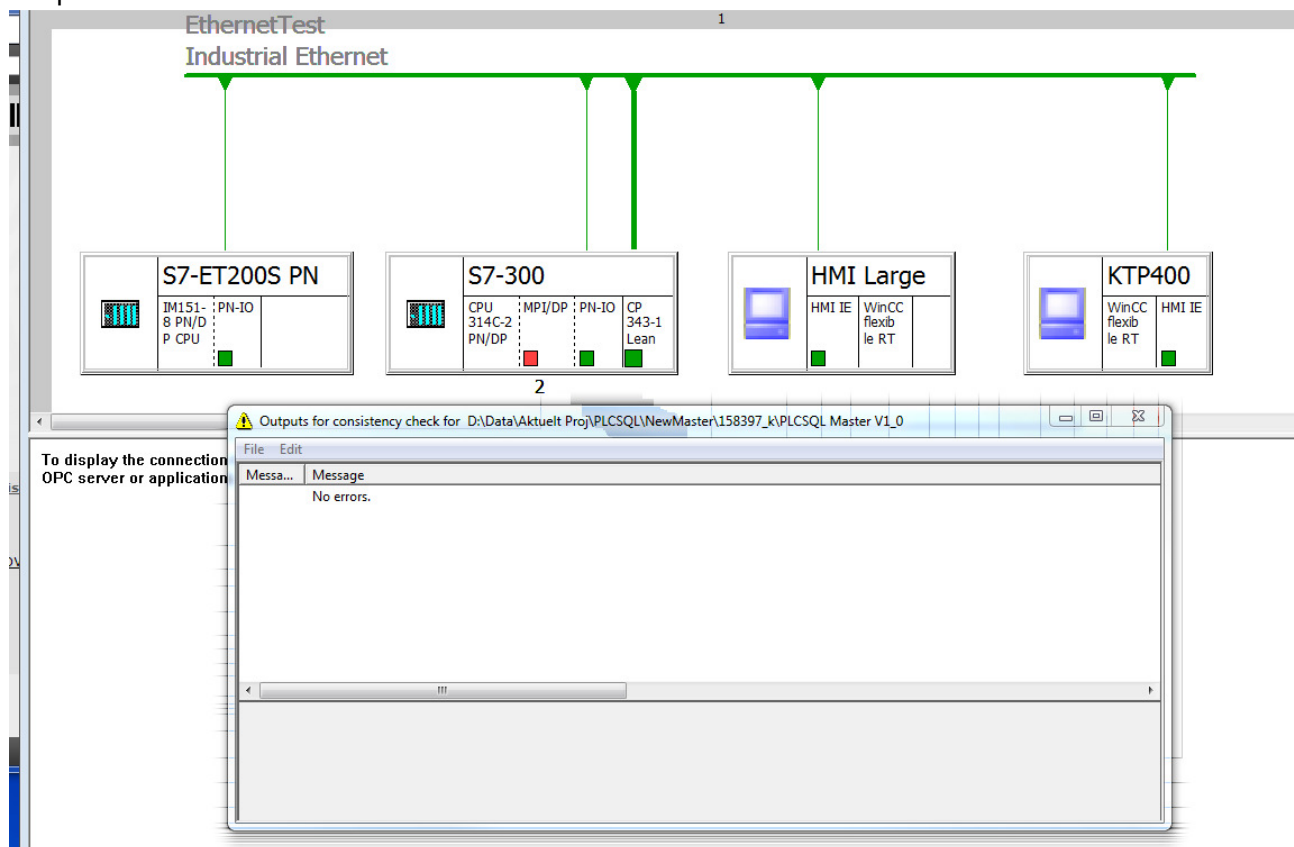 1
EthernetTest
Industrial Ethernet
S7-ET200S PN
IM151-
8 PN/D
P CPU
PN-IO
S7-300
CPU
314C-2
PN/DP
MPI/DP
PN-IO
CP
343-1
Lean
2
HMI Large
HMI IE
WinCC
flexib
le RT
KTP400
WinCC
flexib
le RT
HMI IE
To display the connection
OPC server or application
Outputs for consistency check for D:\Data\Aktuelt Proj\PLCSQL\NewMaster\158397_k\PLCSQL Master V1_0
File Edit
Messa... Message
No errors.